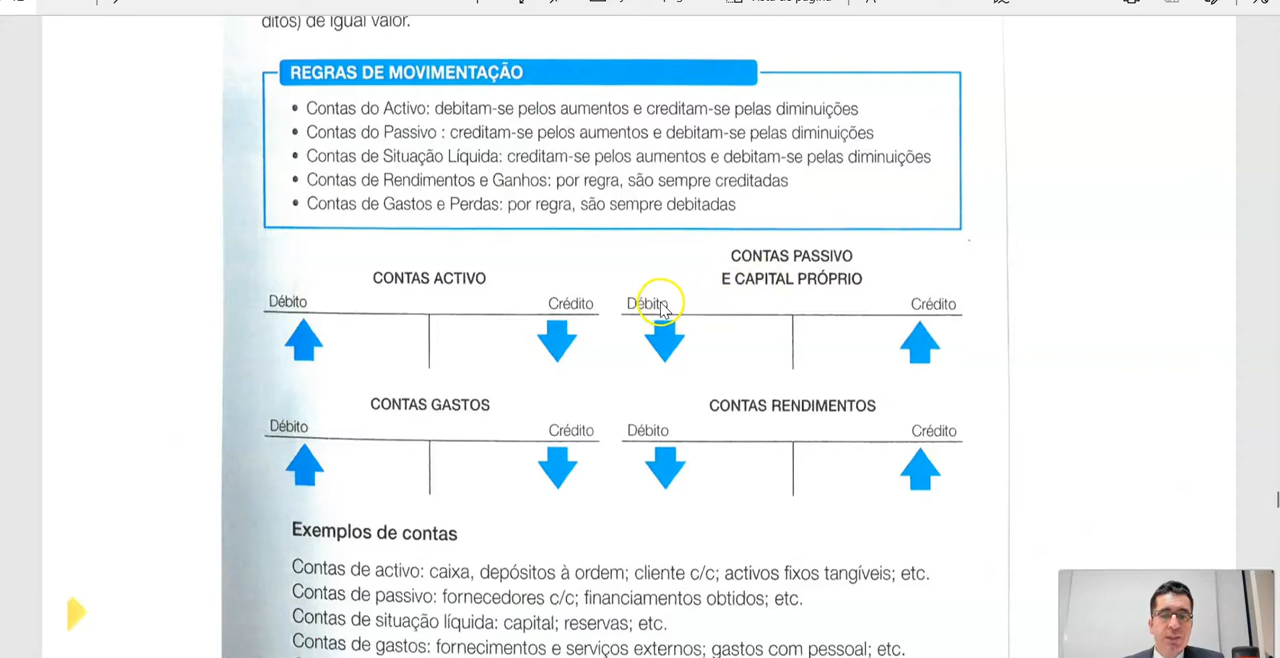 ditos) de igual valor.
REGRAS DE MOVIMENTAÇÃO
• Contas do Activo: debitam-se pelos aumentos e creditam-se pelas diminuições
• Contas do Passivo : creditam-se pelos aumentos e debitam-se pelas diminuições
• Contas de Situação Líquida: creditam-se pelos aumentos e debitam-se pelas diminuições
• Contas de Rendimentos e Ganhos: por regra, são sempre creditadas
• Contas de Gastos e Perdas: por regra, são sempre debitadas
CONTAS ACTIVO
Débito Crédito
CONTAS PASSIVO
E CAPITAL PRÓPRIO
Débito Crédito
CONTAS GASTOS
Débito Crédito
CONTAS RENDIMENTOS
Débito Crédito
Exemplos de contas
Contas de activo: caixa, depósitos à ordem; cliente c/c; activos fixos tangíveis; etc.
Contas de passivo: fornecedores c/c; financiamentos obtidos; etc.
Contas de situação líquida: capital; reservas; etc.
Contas de gastos: fornecimentos e serviços externos; gastos com pessoal; etc.